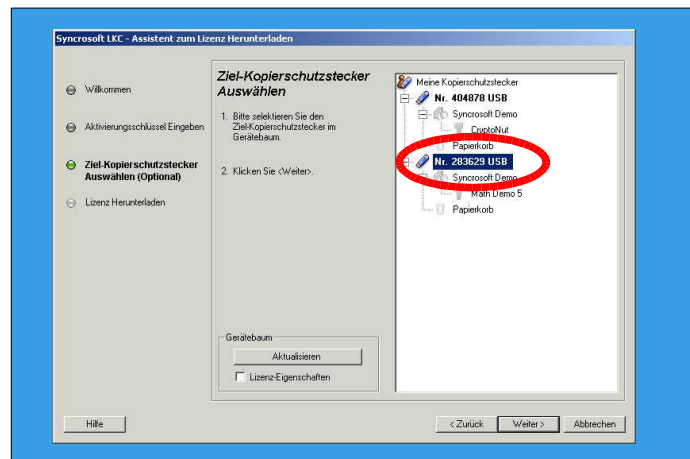 Syncrosoft LKC - Assistent zum Lizenz Herunterladen
Willkommen
Aktivierungsschlüssel Eingeben
Ziel-Kopierschutzstecker
Auswählen (Optional)
Lizenz Herunterladen
Ziel-Kopierschutzstecker
Auswählen
1. Bitte selektieren Sie den
Ziel-Kopierschutzstecker im
Gerätebaum.
2. Klicken Sie <Weiter>.
Gerätebaum
Aktualisieren
Lizenz-Eigenschaften
Meine Kopierschutzstecker
Nr. 404878 USB
Syncrosoft Demo
CryptoNut
Papierkorb
Nr. 283629 USB
Syncrosoft Demo
Math Demo 5
Papierkorb
Hilfe
< Zurück
Weiter >
Abbrechen